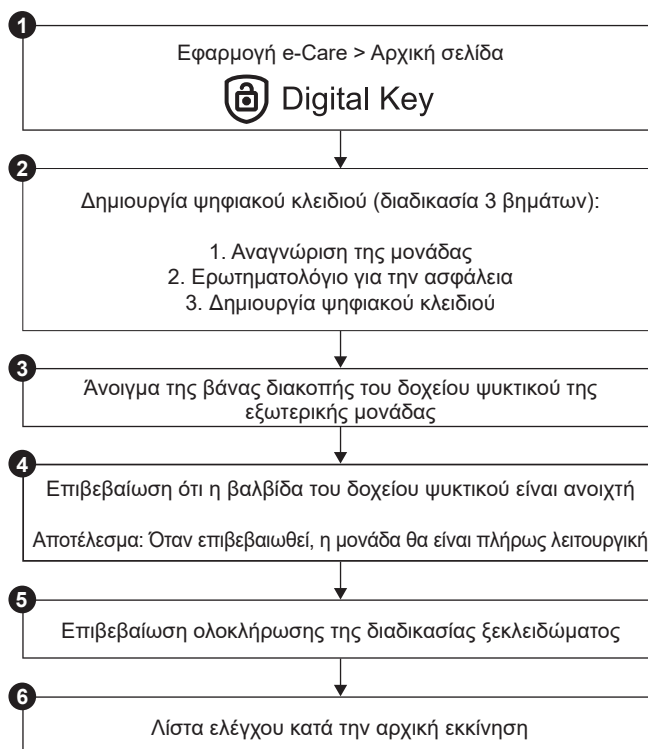 1
Εφαρμογή e-Care > Αρχική σελίδα
Digital Key
2
Δημιουργία ψηφιακού κλειδιού (διαδικασία 3 βημάτων):
1. Αναγνώριση της μονάδας
2. Ερωτηματολόγιο για την ασφάλεια
3. Δημιουργία ψηφιακού κλειδιού
3
Άνοιγμα της βάνας διακοπής του δοχείου ψυκτικού της
εξωτερικής μονάδας
4
Επιβεβαίωση ότι η βαλβίδα του δοχείου ψυκτικού είναι ανοιχτή
Αποτέλεσμα: Όταν επιβεβαιωθεί, η μονάδα θα είναι πλήρως λειτουργική
5
Επιβεβαίωση ολοκλήρωσης της διαδικασίας ξεκλειδώματος
6
Λίστα ελέγχου κατά την αρχική εκκίνηση